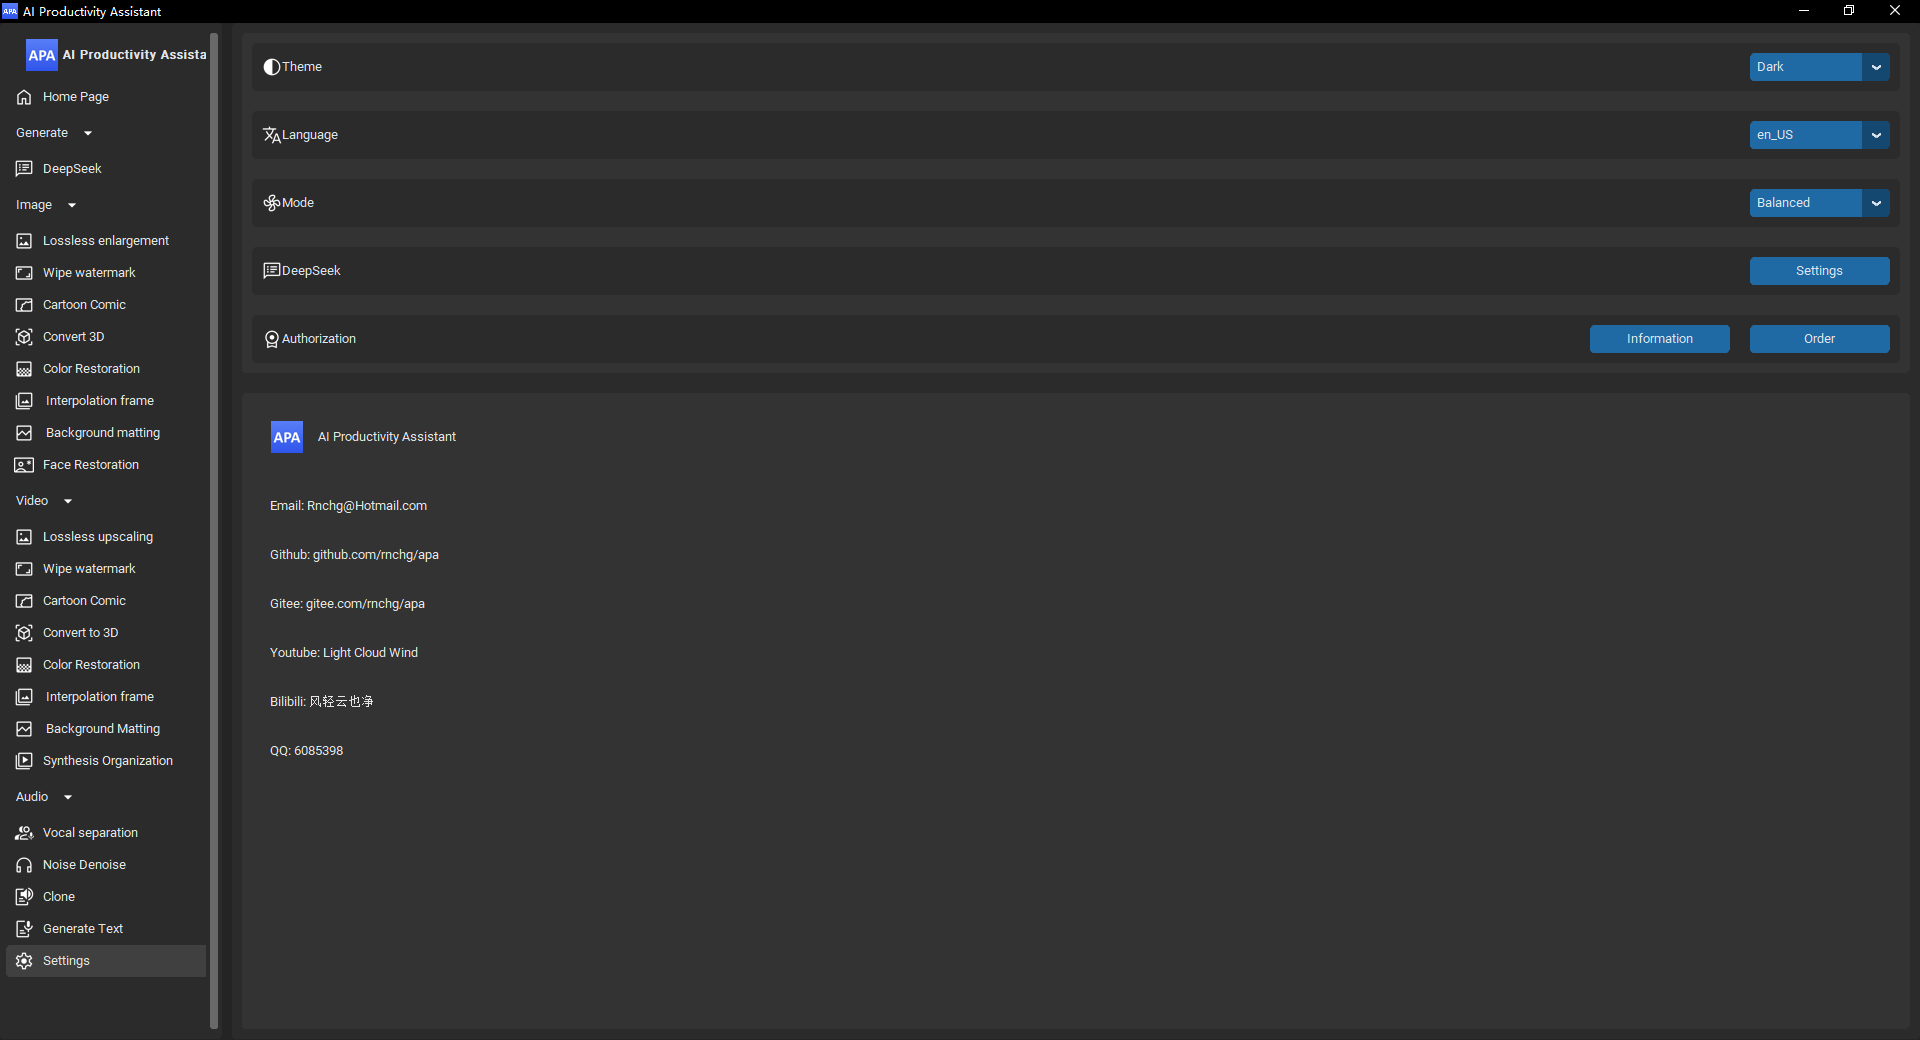 APA AI Productivity Assistant
APA AI Productivity Assista
Home Page
Generate
DeepSeek
Image
Lossless enlargement
Wipe watermark
Cartoon Comic
Convert 3D
Color Restoration
Interpolation frame
Background matting
Face Restoration
Video
Lossless upscaling
Wipe watermark
Cartoon Comic
Convert to 3D
Color Restoration
Interpolation frame
Background Matting
Synthesis Organization
Audio
Vocal separation
Noise Denoise
Clone
Generate Text
Settings
Theme Dark
Language en_US
Mode Balanced
DeepSeek Settings
Authorization Information Order
APA AI Productivity Assistant
Email: Rnchg@Hotmail.com
Github: github.com/rnchg/apa
Gitee: gitee.com/rnchg/apa
Youtube: Light Cloud Wind
Bilibili: 风轻云也净
QQ: 6085398